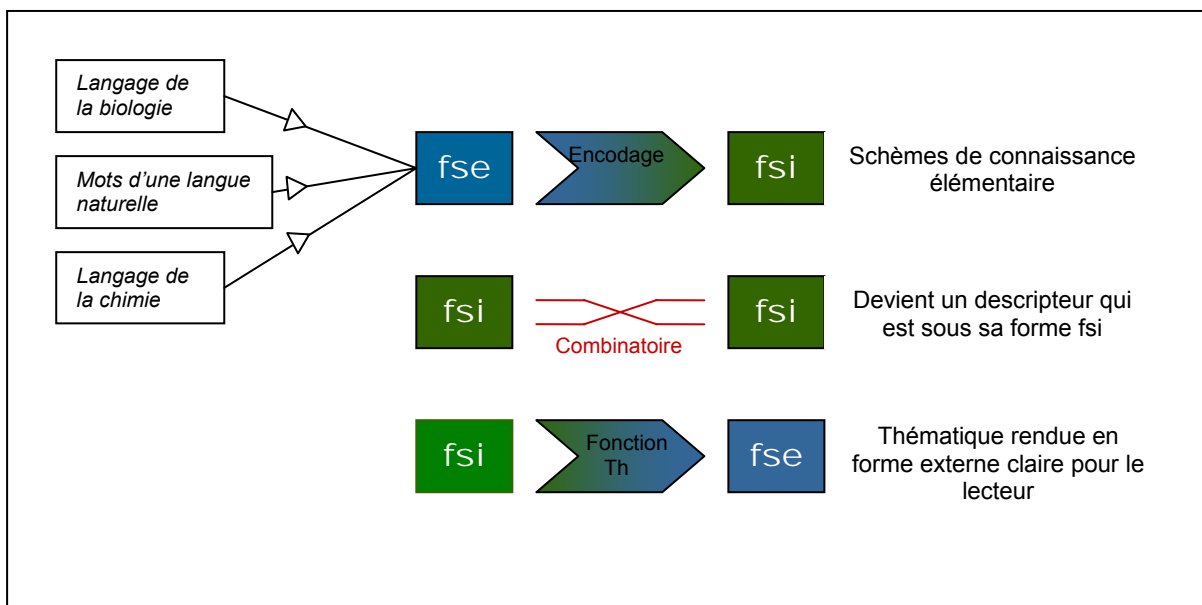 Langage de
la biologie
Mots d'une langue
naturelle
Langage de
la chimie
fse
Encodage
fsi
Schèmes de connaissance
élémentaire
fsi
Combinatoire
fsi
Devient un descripteur qui
est sous sa forme fsi
fsi
Fonction
Th
fse
Thématique rendue en
forme externe claire pour le
lecteur